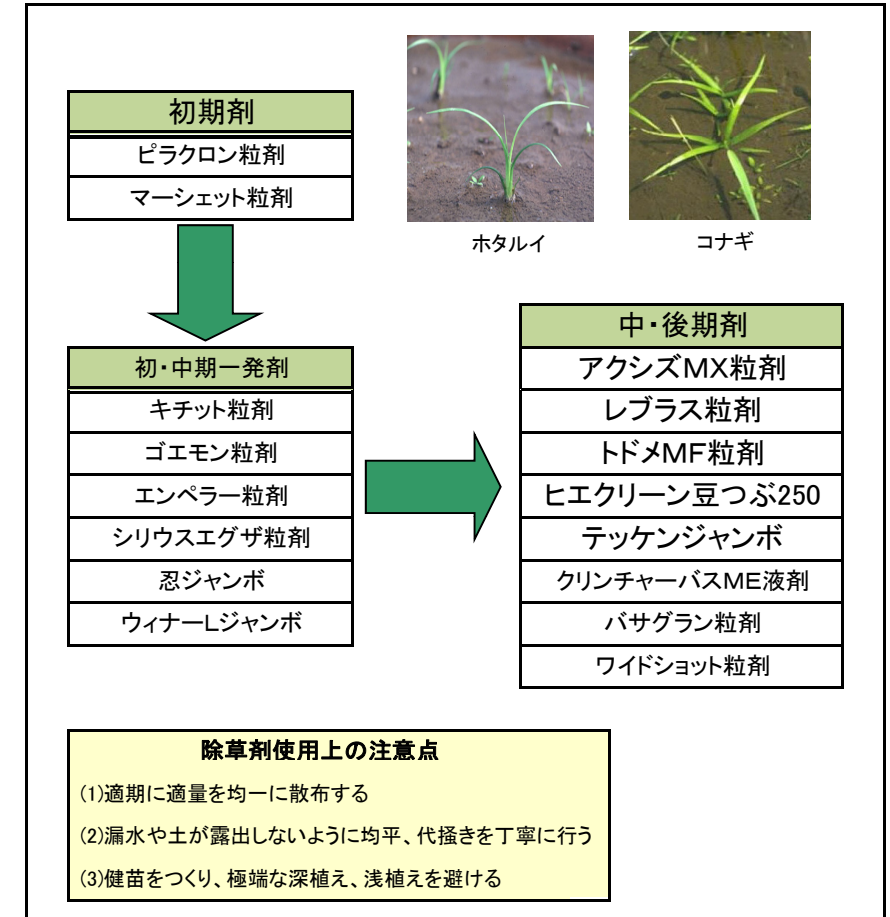 初期剤
ピラクロン粒剤
マーシェット粒剤
ホタルイ
コナギ
初・中期一発剤
キチット粒剤
ゴエモン粒剤
エンペラー粒剤
シリウスエグザ粒剤
忍ジャンボ
ウィナーLジャンボ
中・後期剤
アクシズMX粒剤
レブラス粒剤
トドメMF粒剤
ヒエクリーン豆つぶ250
テッケンジャンボ
クリンチャーバスME液剤
バサグラン粒剤
ワイドショット粒剤
除草剤使用上の注意点
(1)適期に適量を均一に散布する
(2)漏水や土が露出しないように均平、代掻きを丁寧に行う
(3)健苗をつくり、極端な深植え、浅植えを避ける